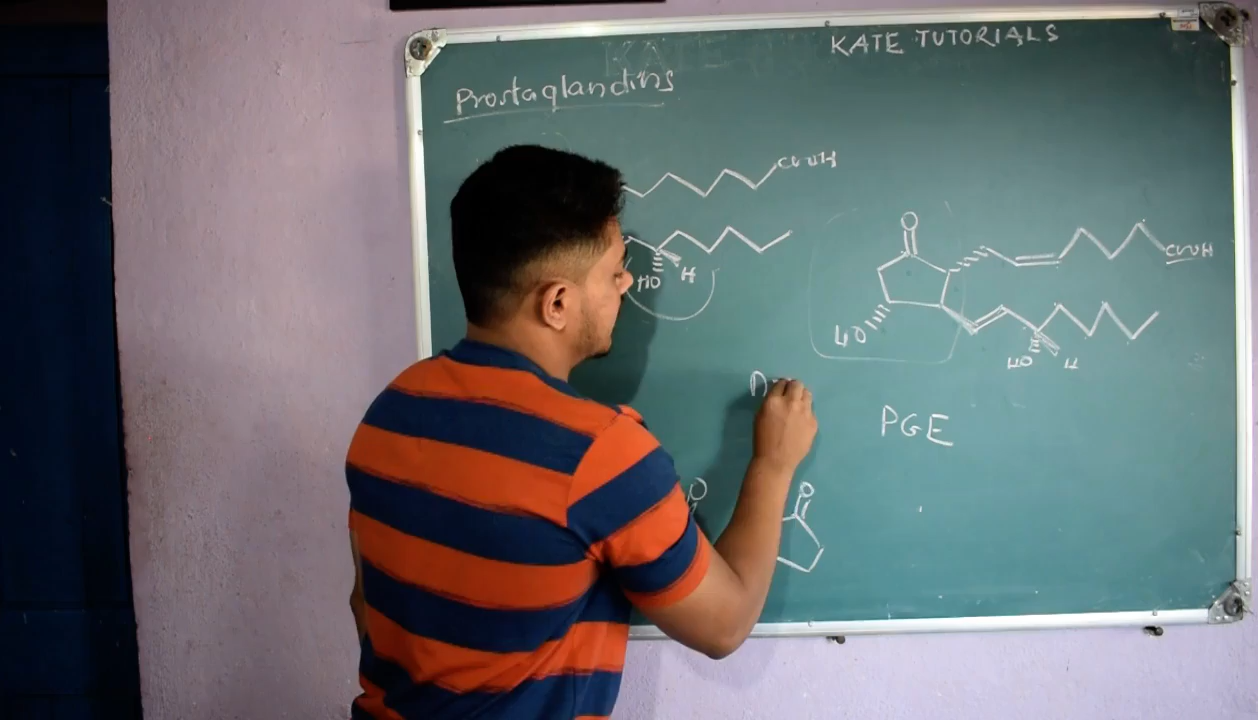 KATE TUTORIALS
Prostaglandins
COOH
HO H
O
COOH
HO
HO H
PGE
O
O